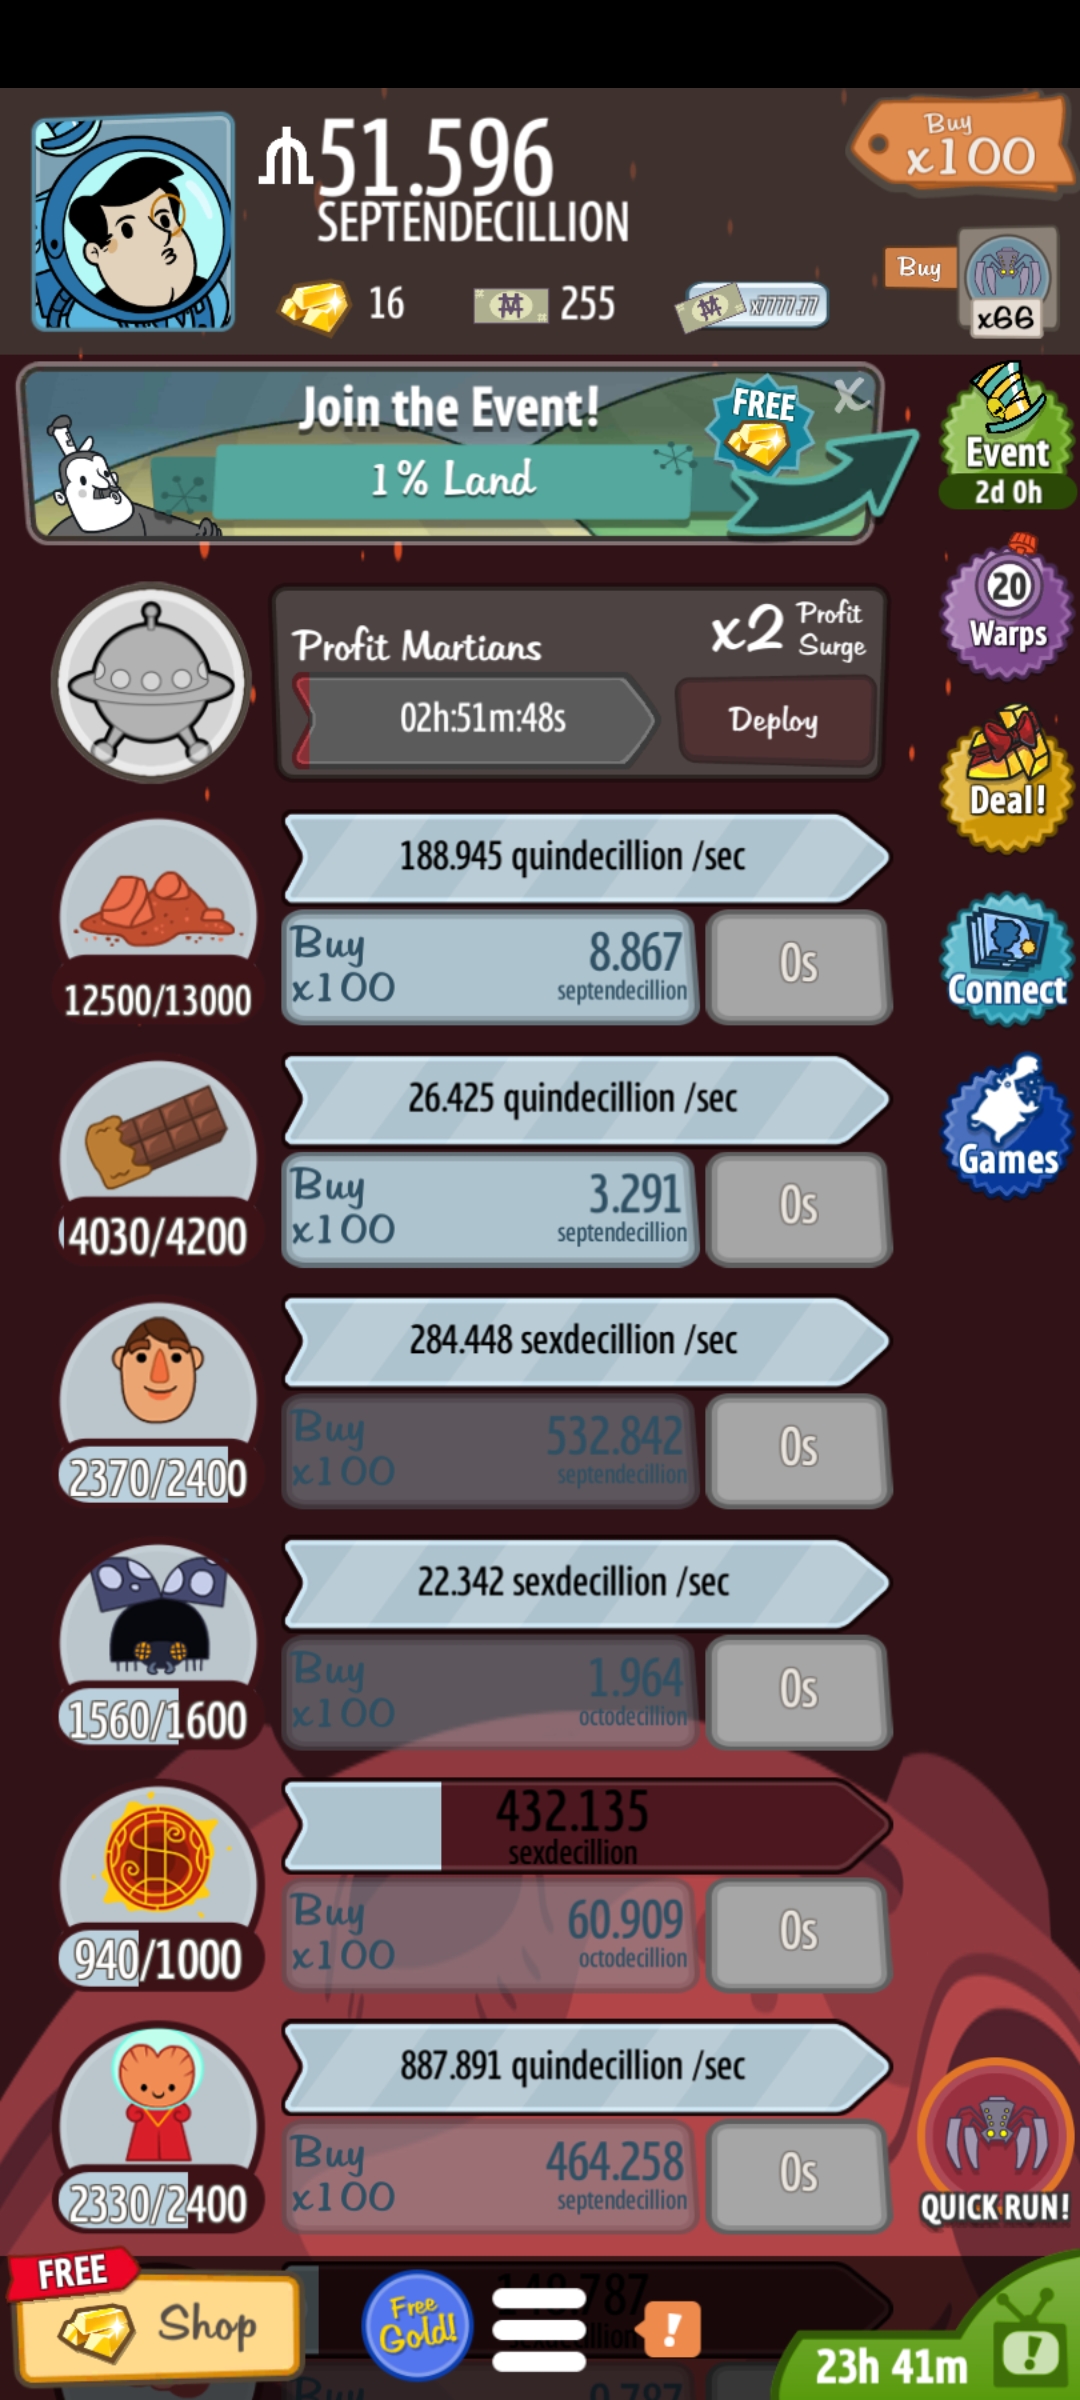 51.596
SEPTENDECILLION
Buy
x100
16
255
x7777.77
Buy
x66
Join the Event!
1% Land
FREE
X
Event
2d 0h
20
Warps
Profit Martians
x2 Profit Surge
02h:51m:48s
Deploy
Deal!
188.945 quindecillion /sec
Buy
x100
8.867
septendecillion
0s
12500/13000
Connect
26.425 quindecillion /sec
Buy
x100
3.291
septendecillion
0s
4030/4200
Games
284.448 sexdecillion /sec
Buy
x100
532.842
septendecillion
0s
2370/2400
22.342 sexdecillion /sec
Buy
x100
1.964
octodecillion
0s
1560/1600
432.135
sexdecillion
Buy
x100
60.909
octodecillion
0s
940/1000
887.891 quindecillion /sec
Buy
x100
464.258
septendecillion
0s
2330/2400
QUICK RUN!
FREE
Shop
Free
Gold!
!
23h 41m
!
Buy